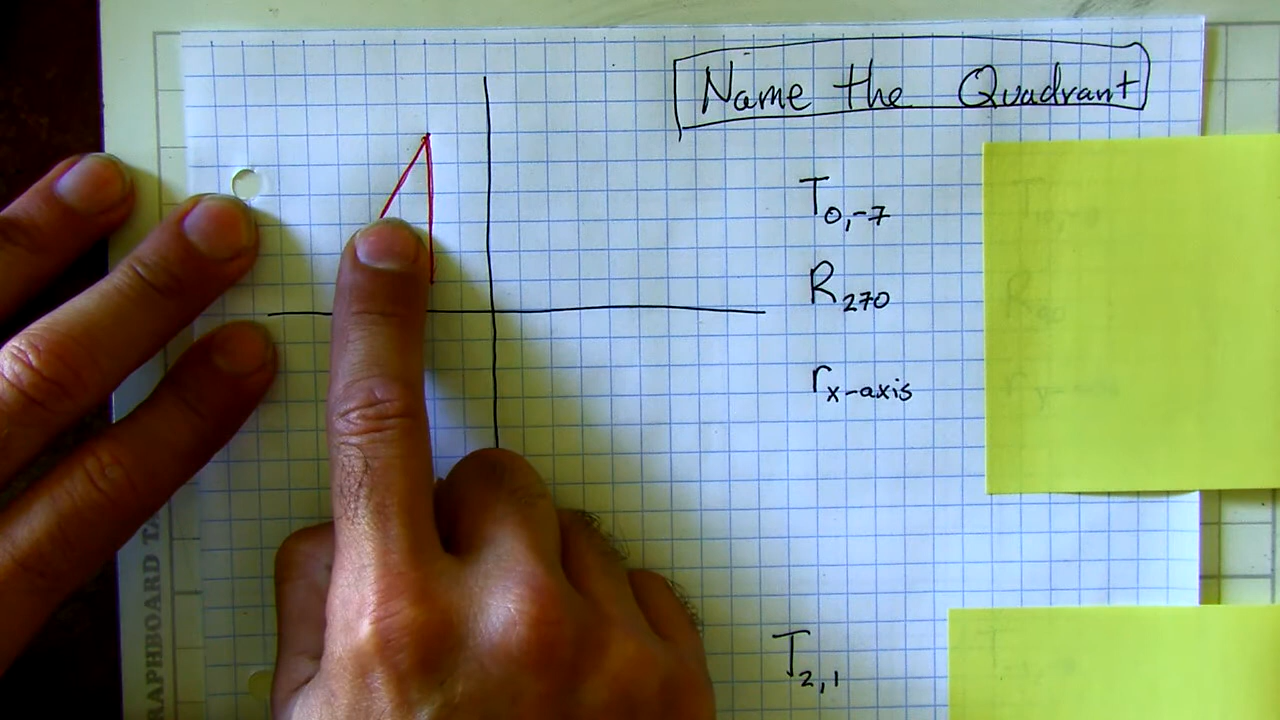 Name the Quadrant
T0,-7
R270
rx-axis
T2,1